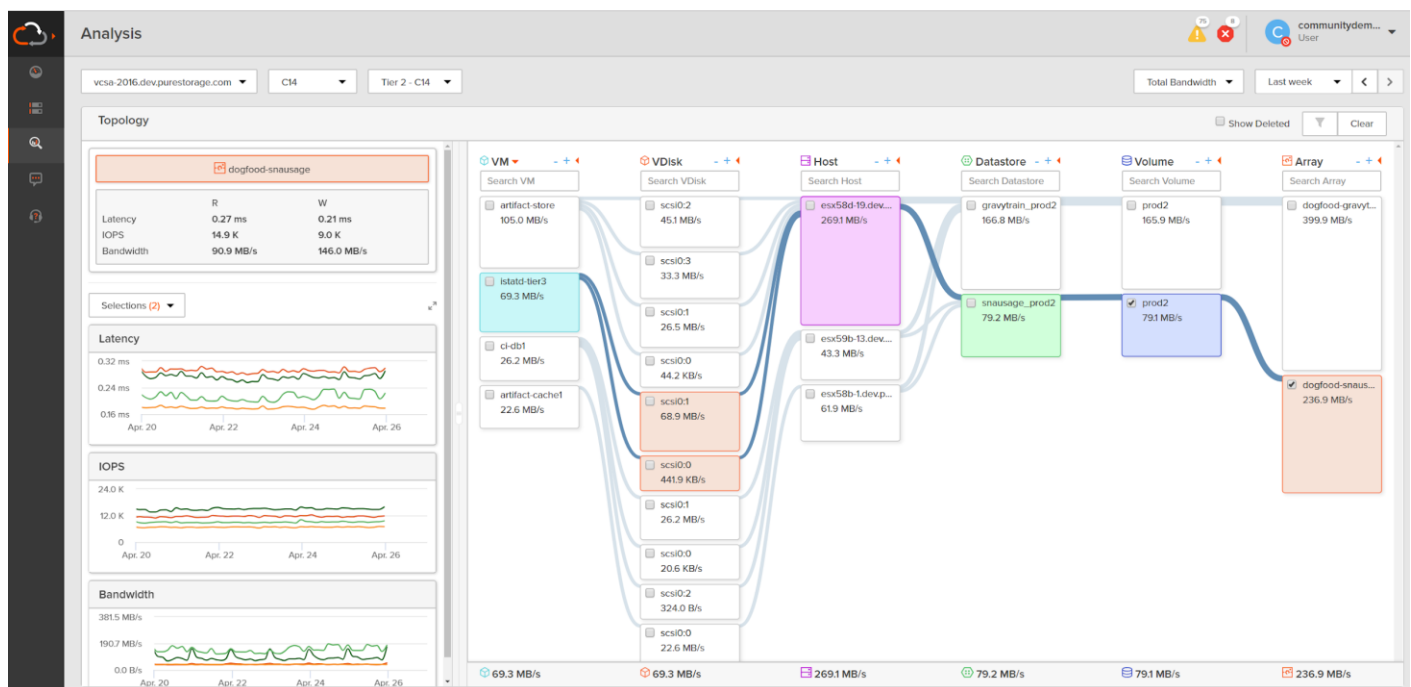 Analysis
75
8
C
communitydem...
User
vcsa-2016.dev.purestorage.com
C14
Tier 2 - C14
Total Bandwidth
Last week
<
>
Topology
Show Deleted
Clear
dogfood-snausage
R W
Latency 0.27 ms 0.21 ms
IOPS 14.9 K 9.0 K
Bandwidth 90.9 MB/s 146.0 MB/s
Selections (2)
Latency
0.32 ms
0.24 ms
0.16 ms
Apr. 20 Apr. 22 Apr. 24 Apr. 26
IOPS
24.0 K
12.0 K
0
Apr. 20 Apr. 22 Apr. 24 Apr. 26
Bandwidth
381.5 MB/s
190.7 MB/s
0.0 B/s
Apr. 20 Apr. 22 Apr. 24 Apr. 26
VM - +
Search VM
artifact-store
105.0 MB/s
istatd-tier3
69.3 MB/s
ci-db1
26.2 MB/s
artifact-cache1
22.6 MB/s
69.3 MB/s
VDisk - +
Search VDisk
scsi0:2
45.1 MB/s
scsi0:3
33.3 MB/s
scsi0:1
26.5 MB/s
scsi0:0
44.2 KB/s
scsi0:1
68.9 MB/s
scsi0:0
441.9 KB/s
scsi0:1
26.2 MB/s
scsi0:0
20.6 KB/s
scsi0:2
324.0 B/s
scsi0:0
22.6 MB/s
69.3 MB/s
Host - +
Search Host
esx58d-19.dev....
269.1 MB/s
esx59b-13.dev....
43.3 MB/s
esx58b-1.dev.p...
61.9 MB/s
269.1 MB/s
Datastore - +
Search Datastore
gravytrain_prod2
166.8 MB/s
snausage_prod2
79.2 MB/s
79.2 MB/s
Volume - +
Search Volume
prod2
165.9 MB/s
prod2
79.1 MB/s
79.1 MB/s
Array - +
Search Array
dogfood-gravyt...
399.9 MB/s
dogfood-snaus...
236.9 MB/s
236.9 MB/s